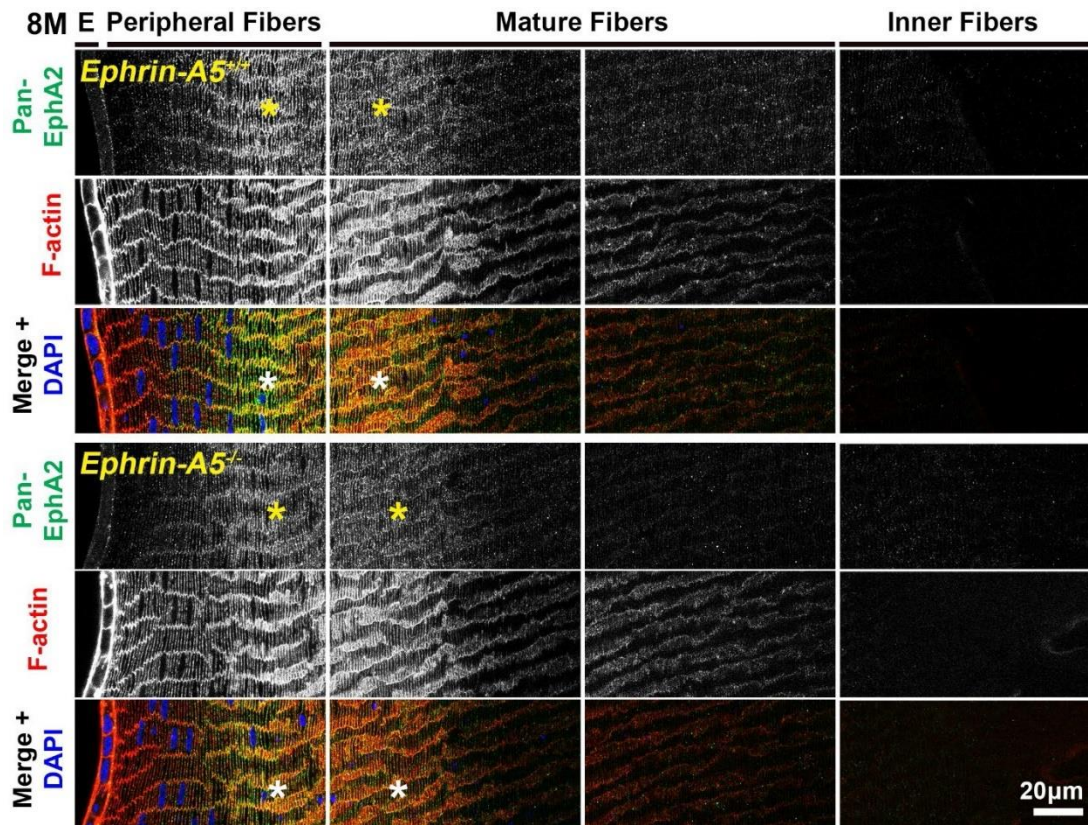 8M E Peripheral Fibers Mature Fibers Inner Fibers
Ephrin-A5+/+
Pan-
EphA2
*
*
F-actin
Merge +
DAPI
*
*
Ephrin-A5-/-
Pan-
EphA2
*
*
F-actin
Merge +
DAPI
*
*
20µm